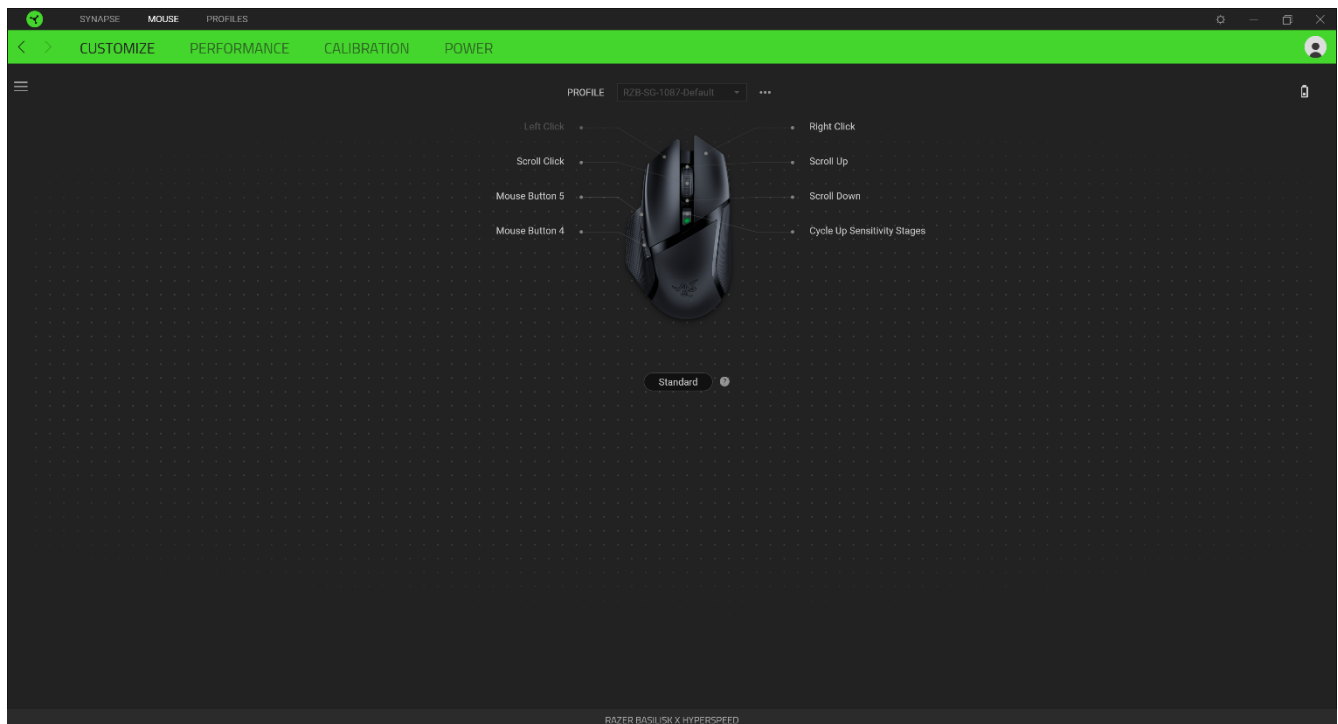 SYNAPSE MOUSE PROFILES
CUSTOMIZE PERFORMANCE CALIBRATION POWER
PROFILE RZB-SG-1087-Default
Left Click Right Click
Scroll Click Scroll Up
Mouse Button 5 Scroll Down
Mouse Button 4 Cycle Up Sensitivity Stages
Standard ?
RAZER BASILISK X HYPERSPEED